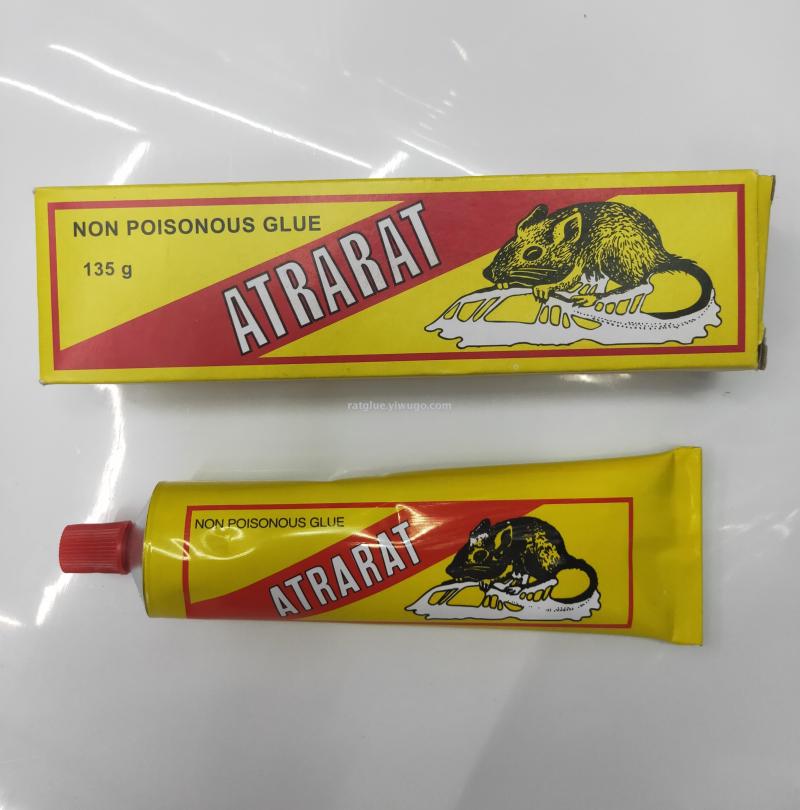 NON POISONOUS GLUE
135 g
ATRARAT
ratglue.yiwugo.com
NON POISONOUS GLUE
ATRARAT